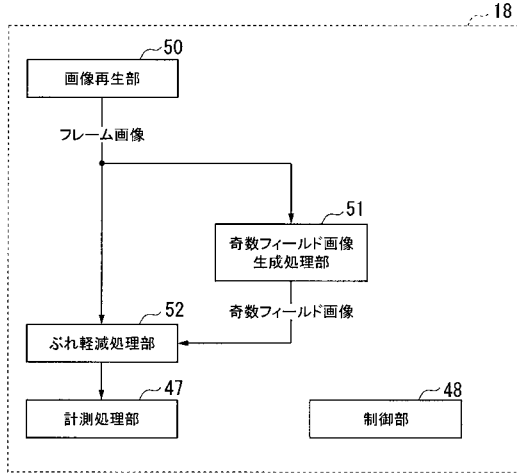 18
50
画像再生部
フレーム画像
51
奇数フィールド画像
生成処理部
52
奇数フィールド画像
ぶれ軽減処理部
47
計測処理部
48
制御部